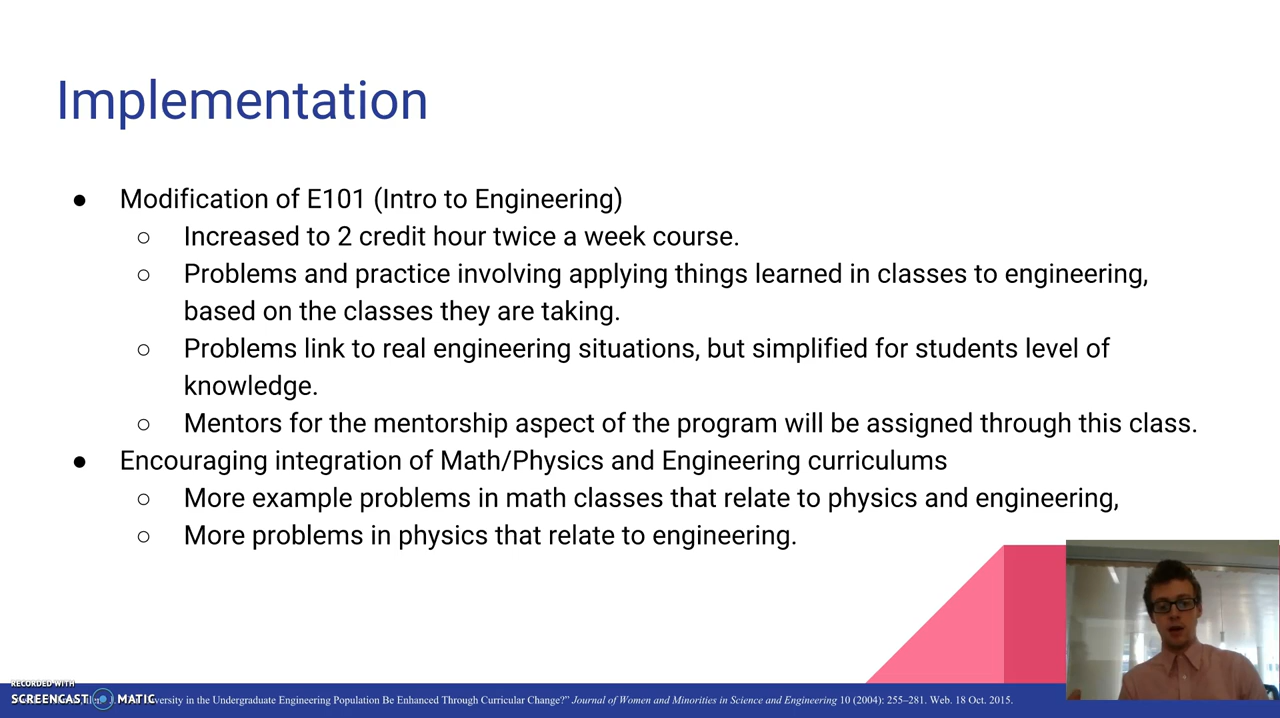 Implementation
● Modification of E101 (Intro to Engineering)
○ Increased to 2 credit hour twice a week course.
○ Problems and practice involving applying things learned in classes to engineering,
based on the classes they are taking.
○ Problems link to real engineering situations, but simplified for students level of
knowledge.
○ Mentors for the mentorship aspect of the program will be assigned through this class.
● Encouraging integration of Math/Physics and Engineering curriculums
○ More example problems in math classes that relate to physics and engineering,
○ More problems in physics that relate to engineering.
RECORDED WITH
SCREENCAST MATIC
in the Undergraduate Engineering Population Be Enhanced Through Curricular Change?” Journal of Women and Minorities in Science and Engineering 10 (2004): 255–281. Web. 18 Oct. 2015.